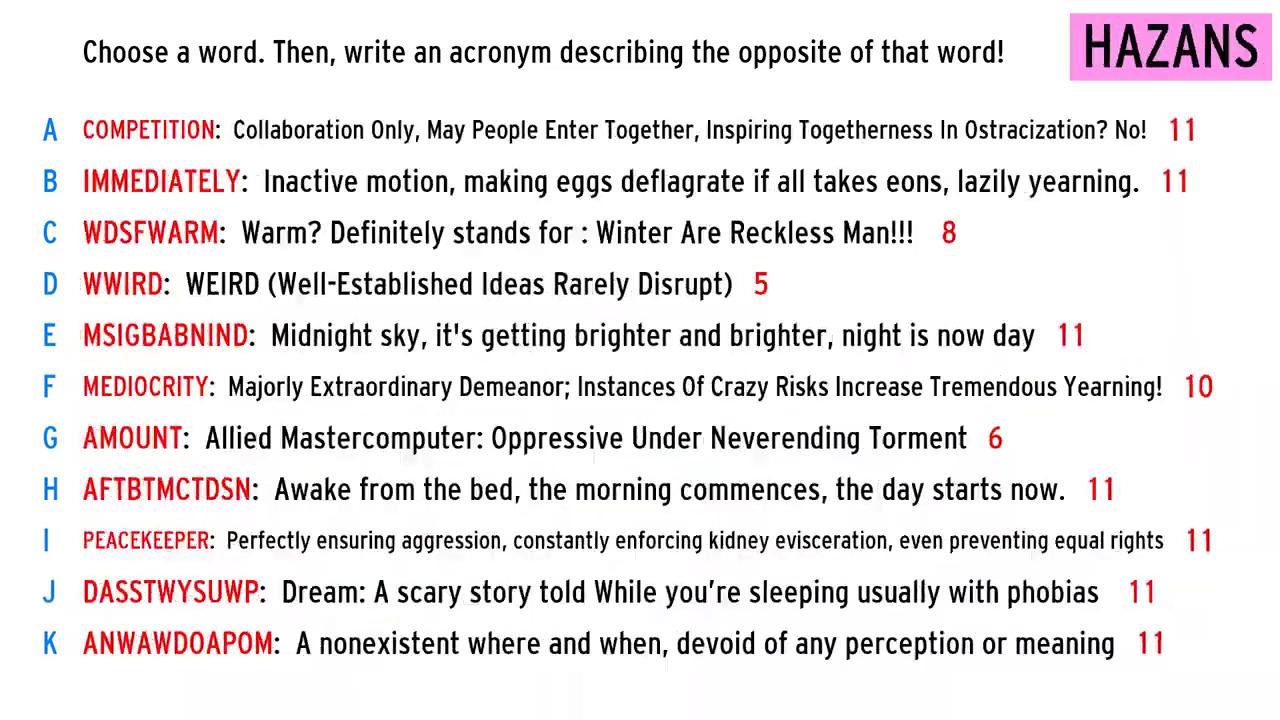 Choose a word. Then, write an acronym describing the opposite of that word!
HAZANS
A COMPETITION: Collaboration Only, May People Enter Together, Inspiring Togetherness In Ostracization? No! 11
B IMMEDIATELY: Inactive motion, making eggs deflagrate if all takes eons, lazily yearning. 11
C WDSFWARM: Warm? Definitely stands for : Winter Are Reckless Man!!! 8
D WWIRD: WEIRD (Well-Established Ideas Rarely Disrupt) 5
E MSIGBABNIND: Midnight sky, it's getting brighter and brighter, night is now day 11
F MEDIOCRITY: Majorly Extraordinary Demeanor; Instances Of Crazy Risks Increase Tremendous Yearning! 10
G AMOUNT: Allied Mastercomputer: Oppressive Under Neverending Torment 6
H AFTBTMCTDSN: Awake from the bed, the morning commences, the day starts now. 11
I PEACEKEEPER: Perfectly ensuring aggression, constantly enforcing kidney evisceration, even preventing equal rights 11
J DASSTWYSUWP: Dream: A scary story told While you’re sleeping usually with phobias 11
K ANWAWDOAPOM: A nonexistent where and when, devoid of any perception or meaning 11